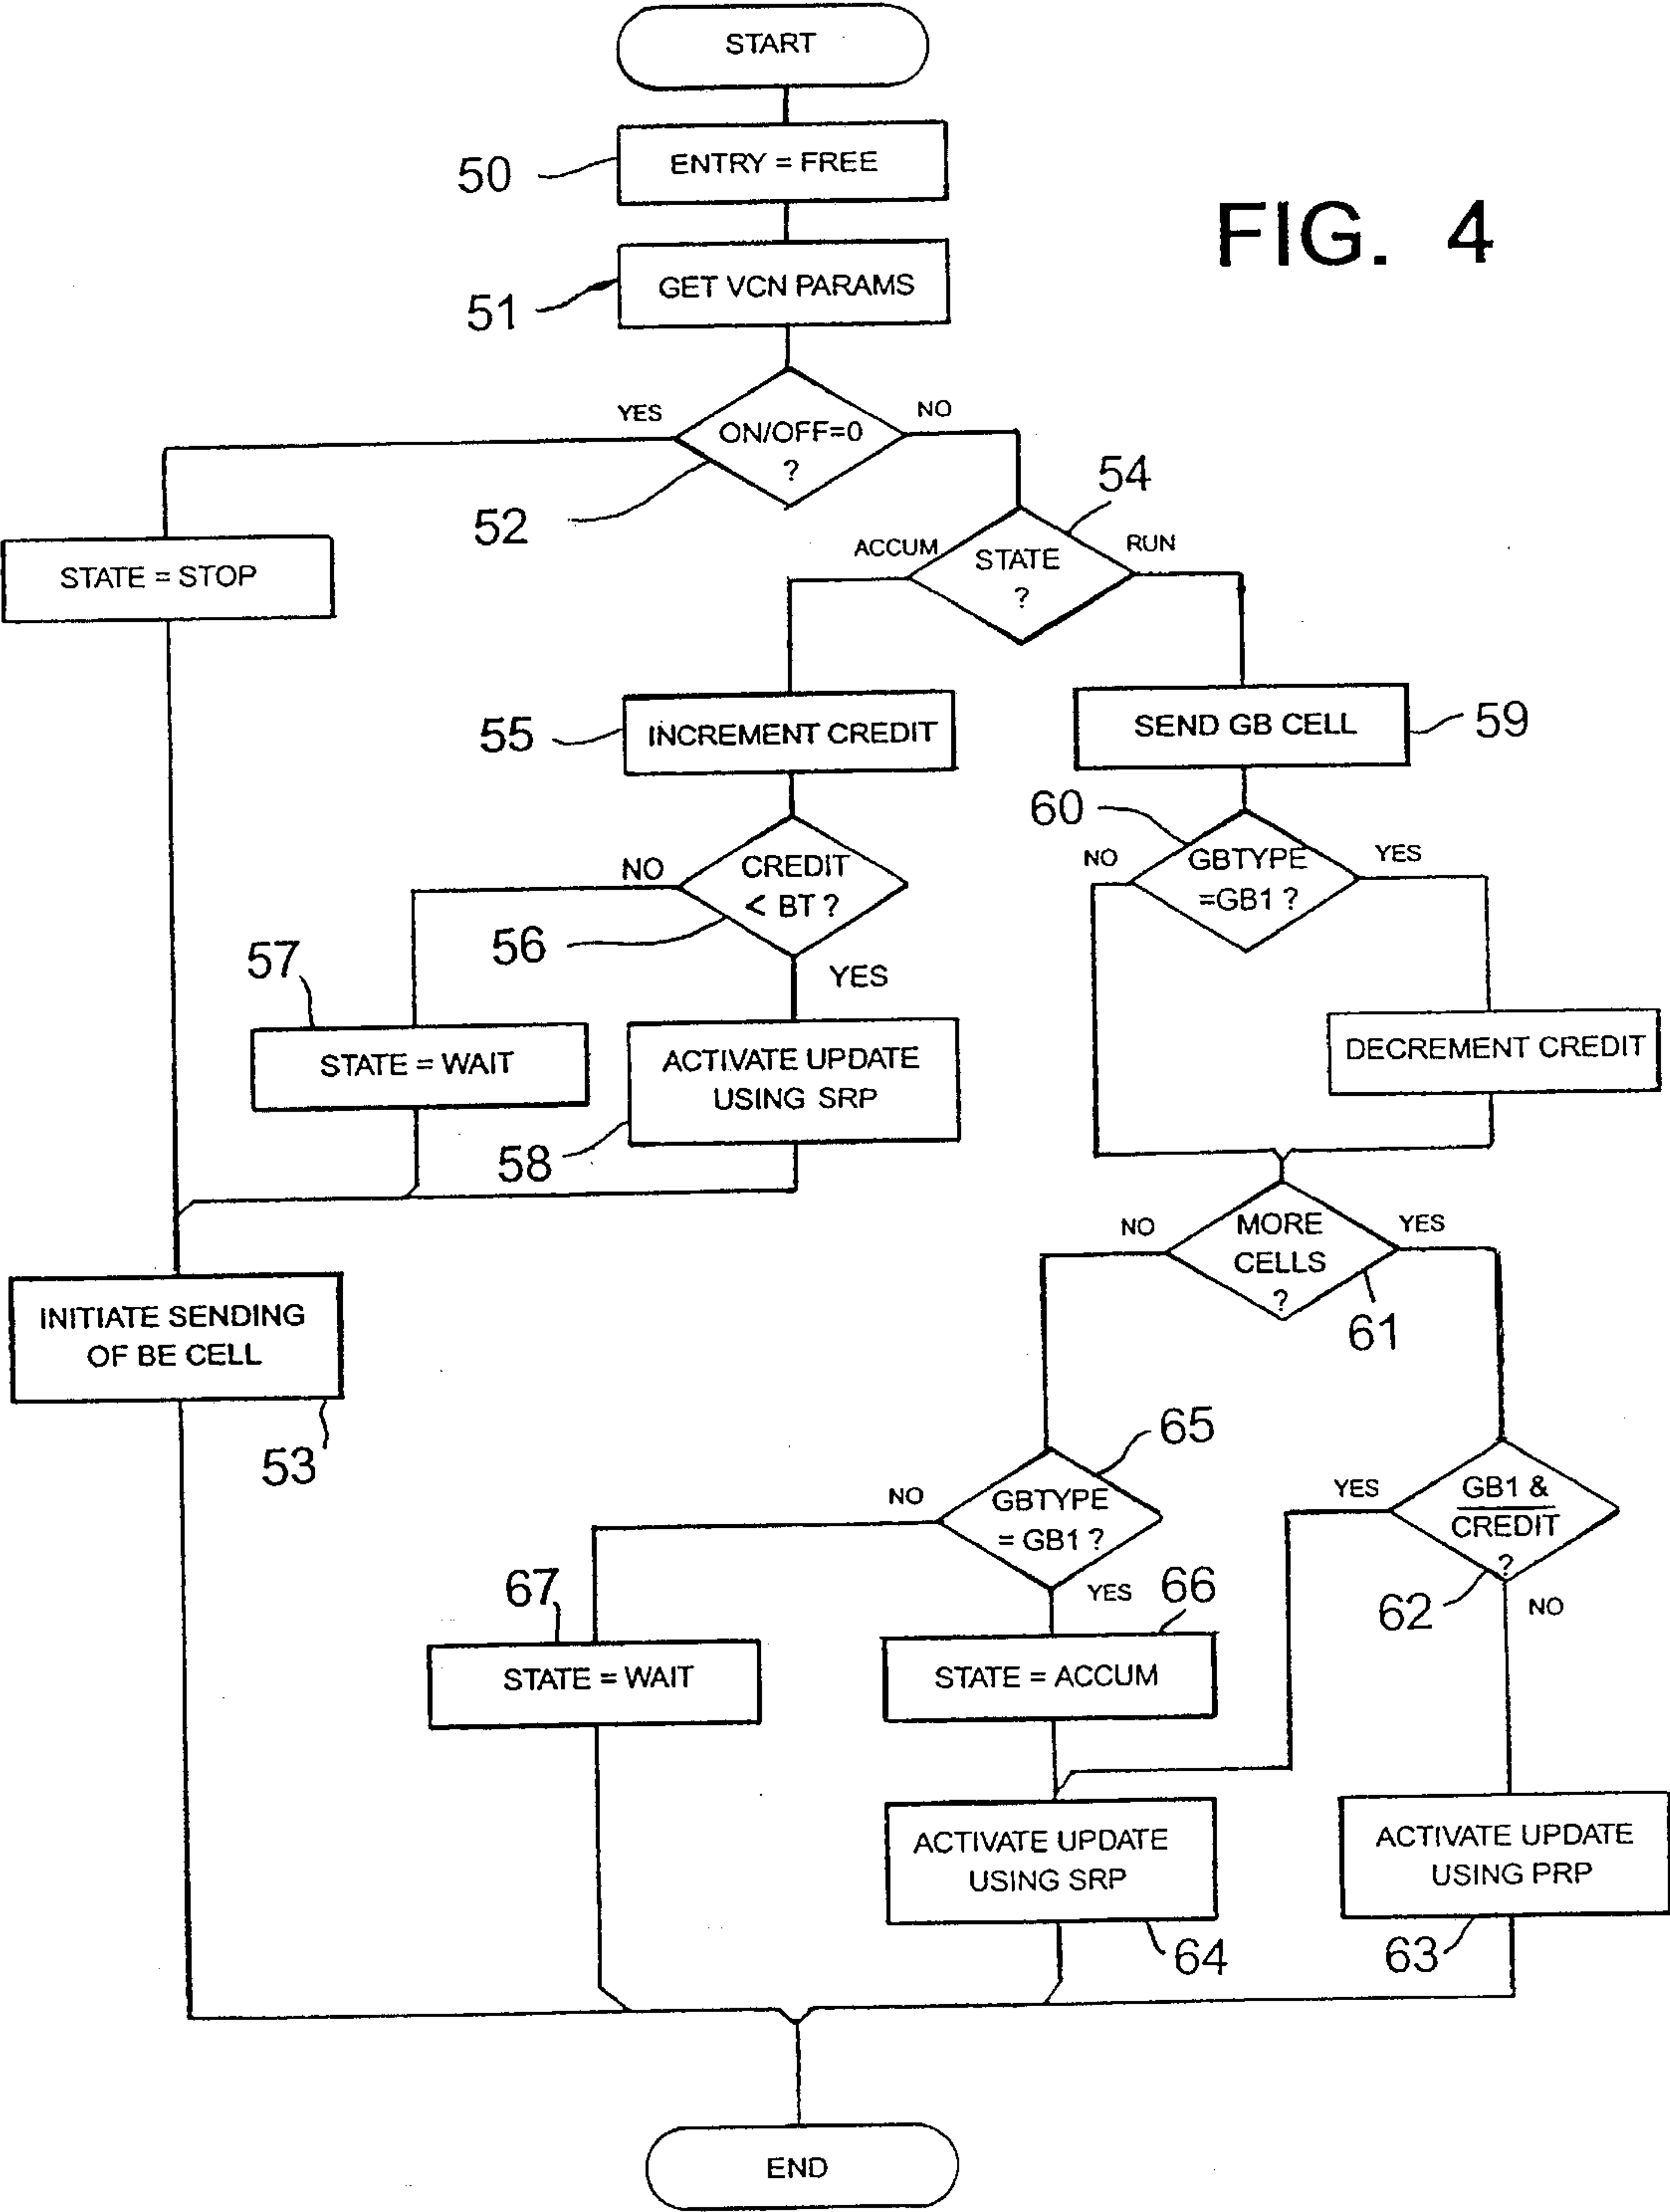 START
50
ENTRY = FREE
FIG. 4
51
GET VCN PARAMS
YES
NO
ON/OFF=0
?
52
54
STATE = STOP
ACCUM
STATE
?
RUN
55
INCREMENT CREDIT
SEND GB CELL
59
60
NO
CREDIT
< BT ?
56
YES
NO
GBTYPE
=GB1 ?
YES
57
STATE = WAIT
ACTIVATE UPDATE
USING SRP
58
DECREMENT CREDIT
NO
MORE
CELLS
?
YES
61
INITIATE SENDING
OF BE CELL
53
65
NO
GBTYPE
= GB1 ?
YES
YES
GB1 &
CREDIT
?
62
NO
67
STATE = WAIT
66
STATE = ACCUM
ACTIVATE UPDATE
USING SRP
64
ACTIVATE UPDATE
USING PRP
63
END